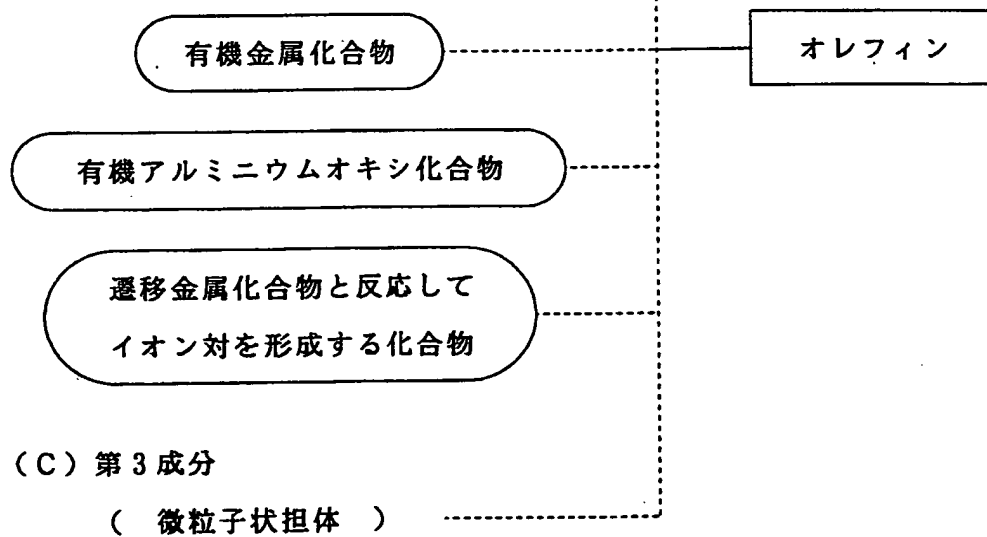 有機金属化合物
オレフィン
有機アルミニウムオキシ化合物
遷移金属化合物と反応して
イオン対を形成する化合物
（C）第3成分
（ 微粒子状担体 ）